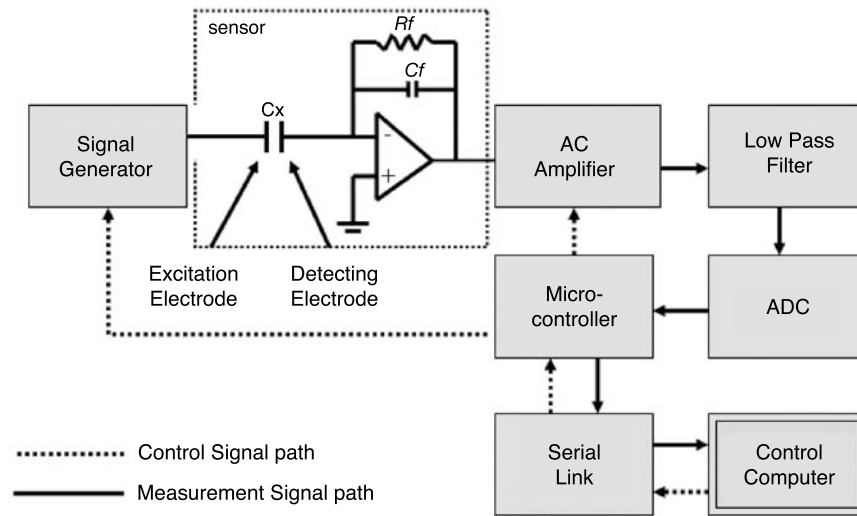 sensor
Rf
Cf
Cx
-
+
Signal
Generator
AC
Amplifier
Low Pass
Filter
Excitation
Electrode
Detecting
Electrode
Micro-
controller
ADC
Serial
Link
Control
Computer
Control Signal path
Measurement Signal path